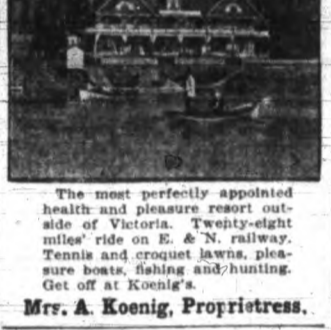 The most perfectly appointed
health and pleasure resort out-
side of Victoria. Twenty-eight
miles' ride on E. & N. railway.
Tennis and croquet lawns, plea-
sure boats, fishing and hunting.
Get off at Koenig's.
Mrs. A. Koenig, Proprietress.